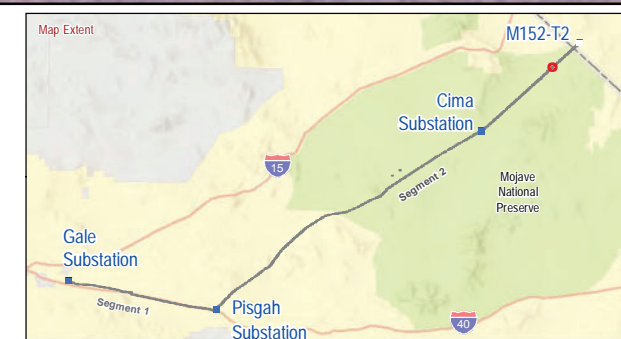 Map Extent
M152-T2
Cima
Substation
15
Segment 2
Mojave
National
Preserve
Gale
Substation
Segment 1
Pisgah
Substation
40